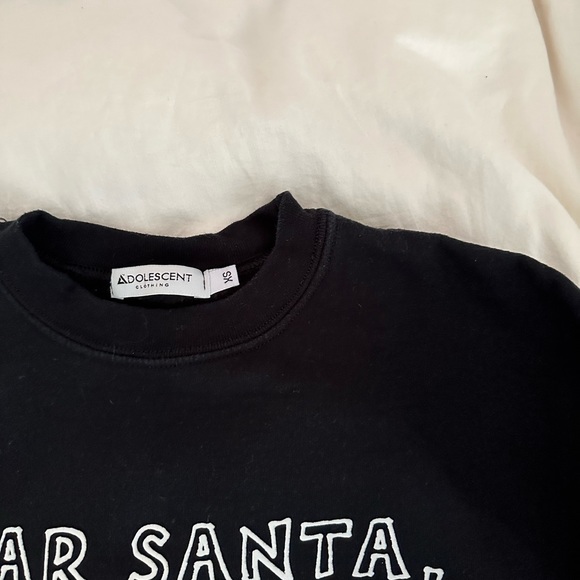 ADOLESCENT
CLOTHING
XS
AR SANTA,